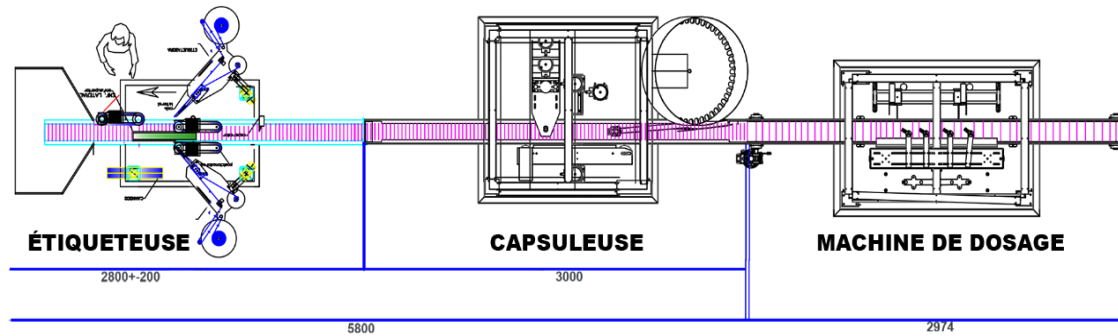 ÉTIQUETEUSE
CAPSULEUSE
MACHINE DE DOSAGE
2800+-200
3000
5800
2974